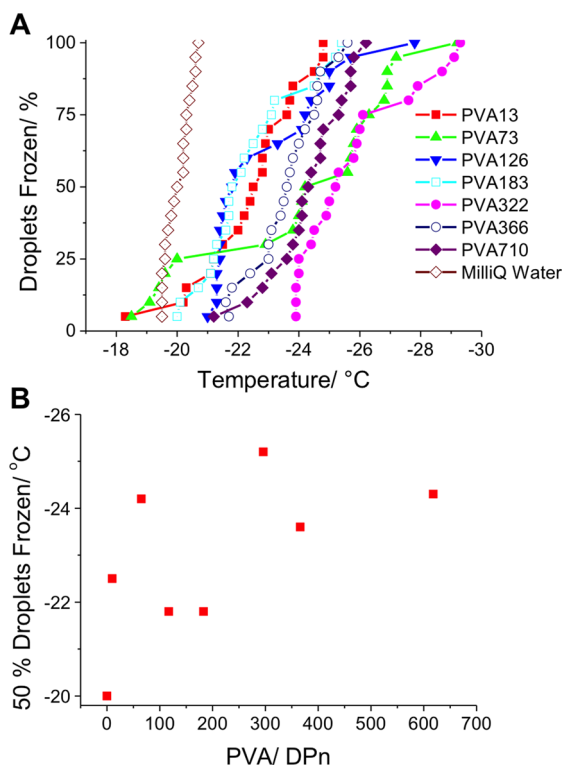 A
Droplets Frozen/ %
100
75
50
25
0
-18
-20
-22
-24
-26
-28
-30
Temperature/ °C
PVA13
PVA73
PVA126
PVA183
PVA322
PVA366
PVA710
MilliQ Water
B
50 % Droplets Frozen/ °C
-26
-24
-22
-20
0
100
200
300
400
500
600
700
PVA/ DPn